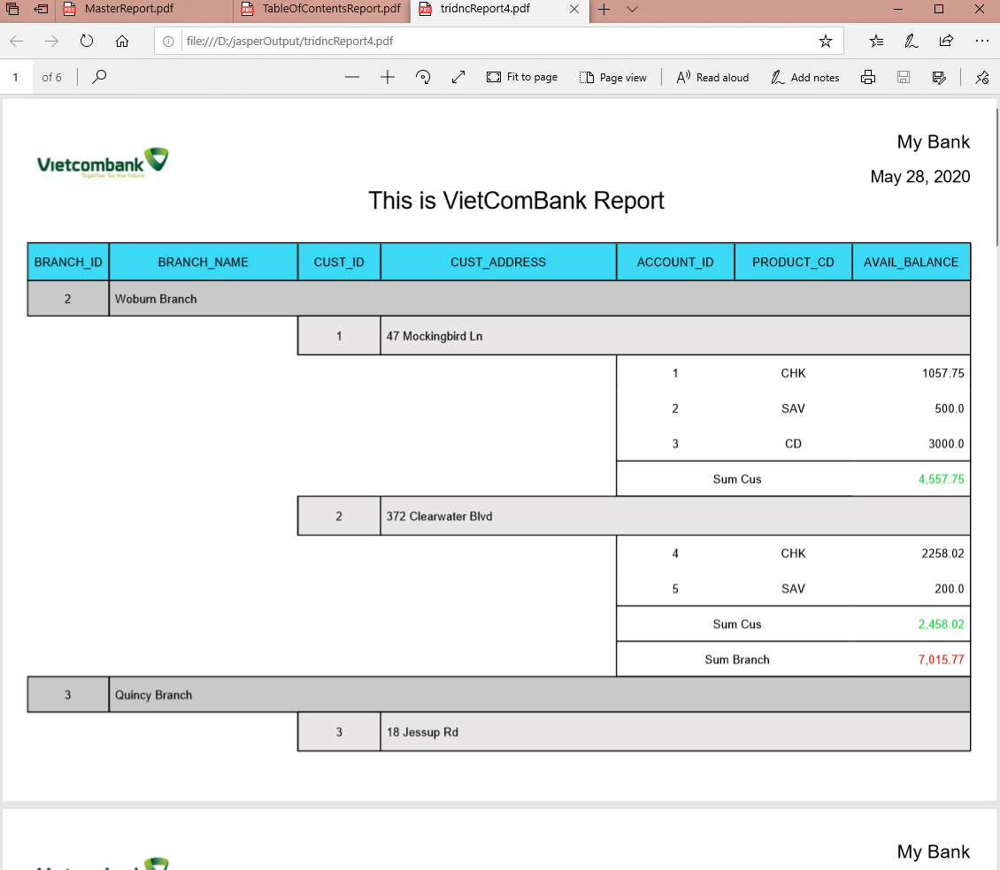 MasterReport.pdf TableOfContentsReport.pdf tridncReport4.pdf
file:///D:/jasperOutput/tridncReport4.pdf
1 of 6 Fit to page Page view Read aloud Add notes
My Bank
Vietcombank
Together for the future
May 28, 2020
This is VietComBank Report
BRANCH_ID BRANCH_NAME CUST_ID CUST_ADDRESS ACCOUNT_ID PRODUCT_CD AVAIL_BALANCE
2 Woburn Branch
1 47 Mockingbird Ln
1 CHK 1057.75
2 SAV 500.0
3 CD 3000.0
Sum Cus 4,557.75
2 372 Clearwater Blvd
4 CHK 2258.02
5 SAV 200.0
Sum Cus 2,458.02
Sum Branch 7,015.77
3 Quincy Branch
3 18 Jessup Rd
My Bank